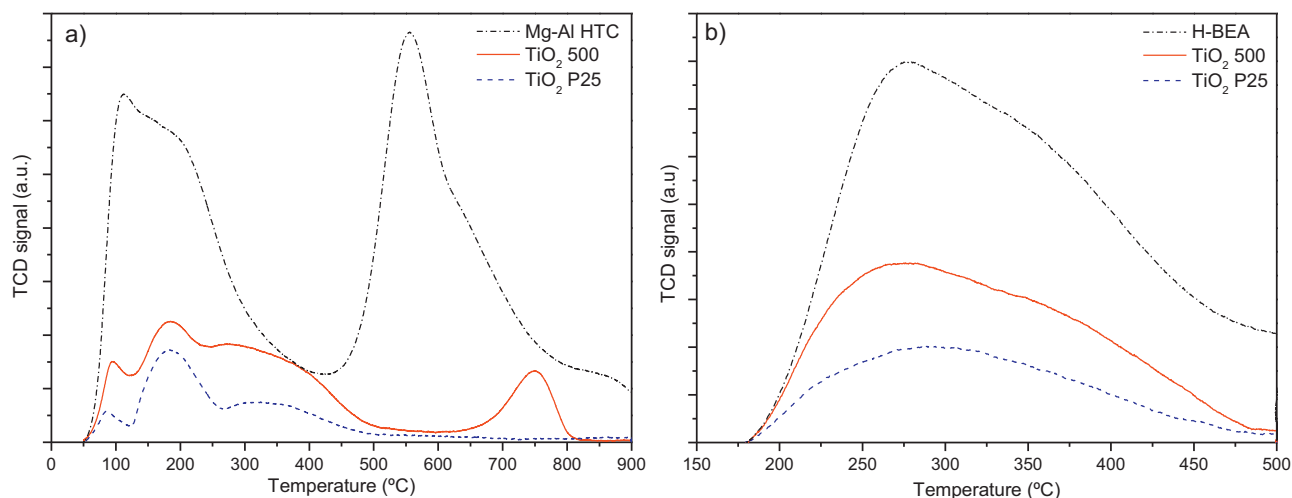 a)
Mg-Al HTC
TiO₂ 500
TiO₂ P25
TCD signal (a.u.)
0 100 200 300 400 500 600 700 800 900
Temperature (ºC)
b)
H-BEA
TiO₂ 500
TiO₂ P25
TCD signal (a.u)
150 200 250 300 350 400 450 500
Temperature (ºC)